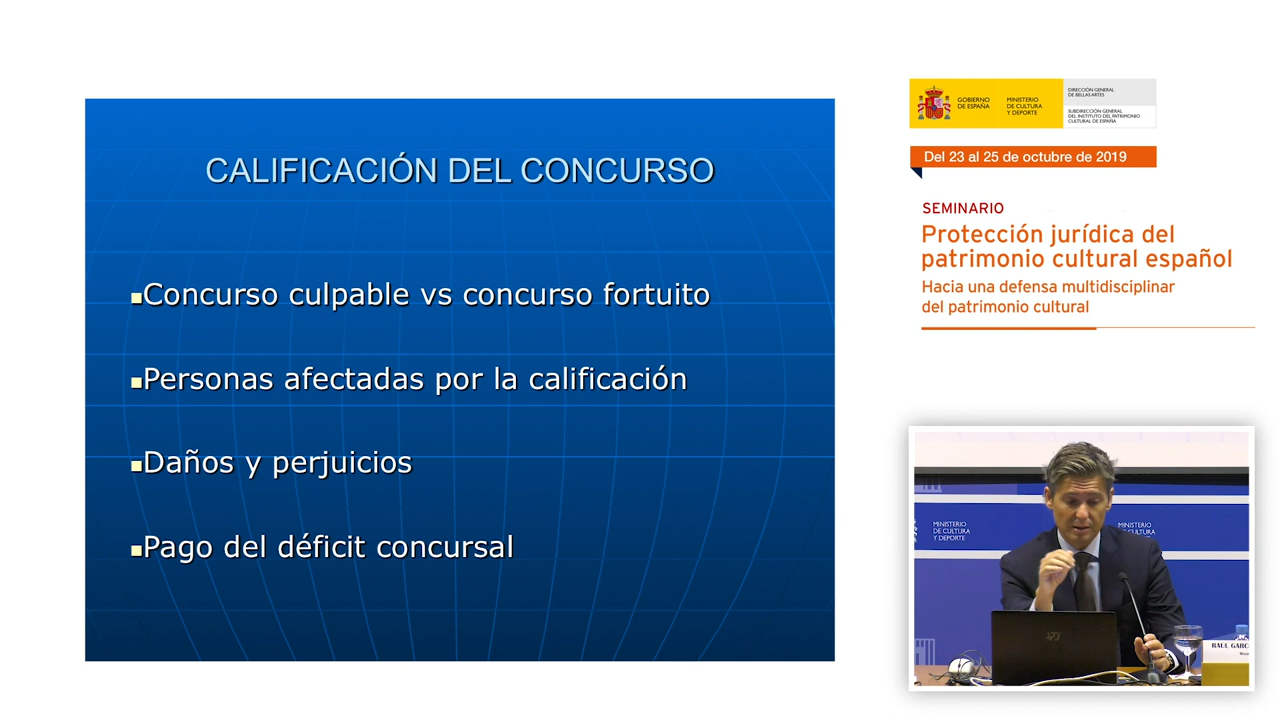 CALIFICACIÓN DEL CONCURSO
Concurso culpable vs concurso fortuito
Personas afectadas por la calificación
Daños y perjuicios
Pago del déficit concursal
GOBIERNO
DE ESPAÑA
MINISTERIO
DE CULTURA
Y DEPORTE
DIRECCIÓN GENERAL
DE BELLAS ARTES
SUBDIRECCIÓN GENERAL
DEL INSTITUTO DEL PATRIMONIO
CULTURAL DE ESPAÑA
Del 23 al 25 de octubre de 2019
SEMINARIO
Protección jurídica del
patrimonio cultural español
Hacia una defensa multidisciplinar
del patrimonio cultural
MINISTERIO
DE CULTURA
Y DEPORTE
MINISTERIO
DE CULTURA
Y DEPORTE
RAUL GARC